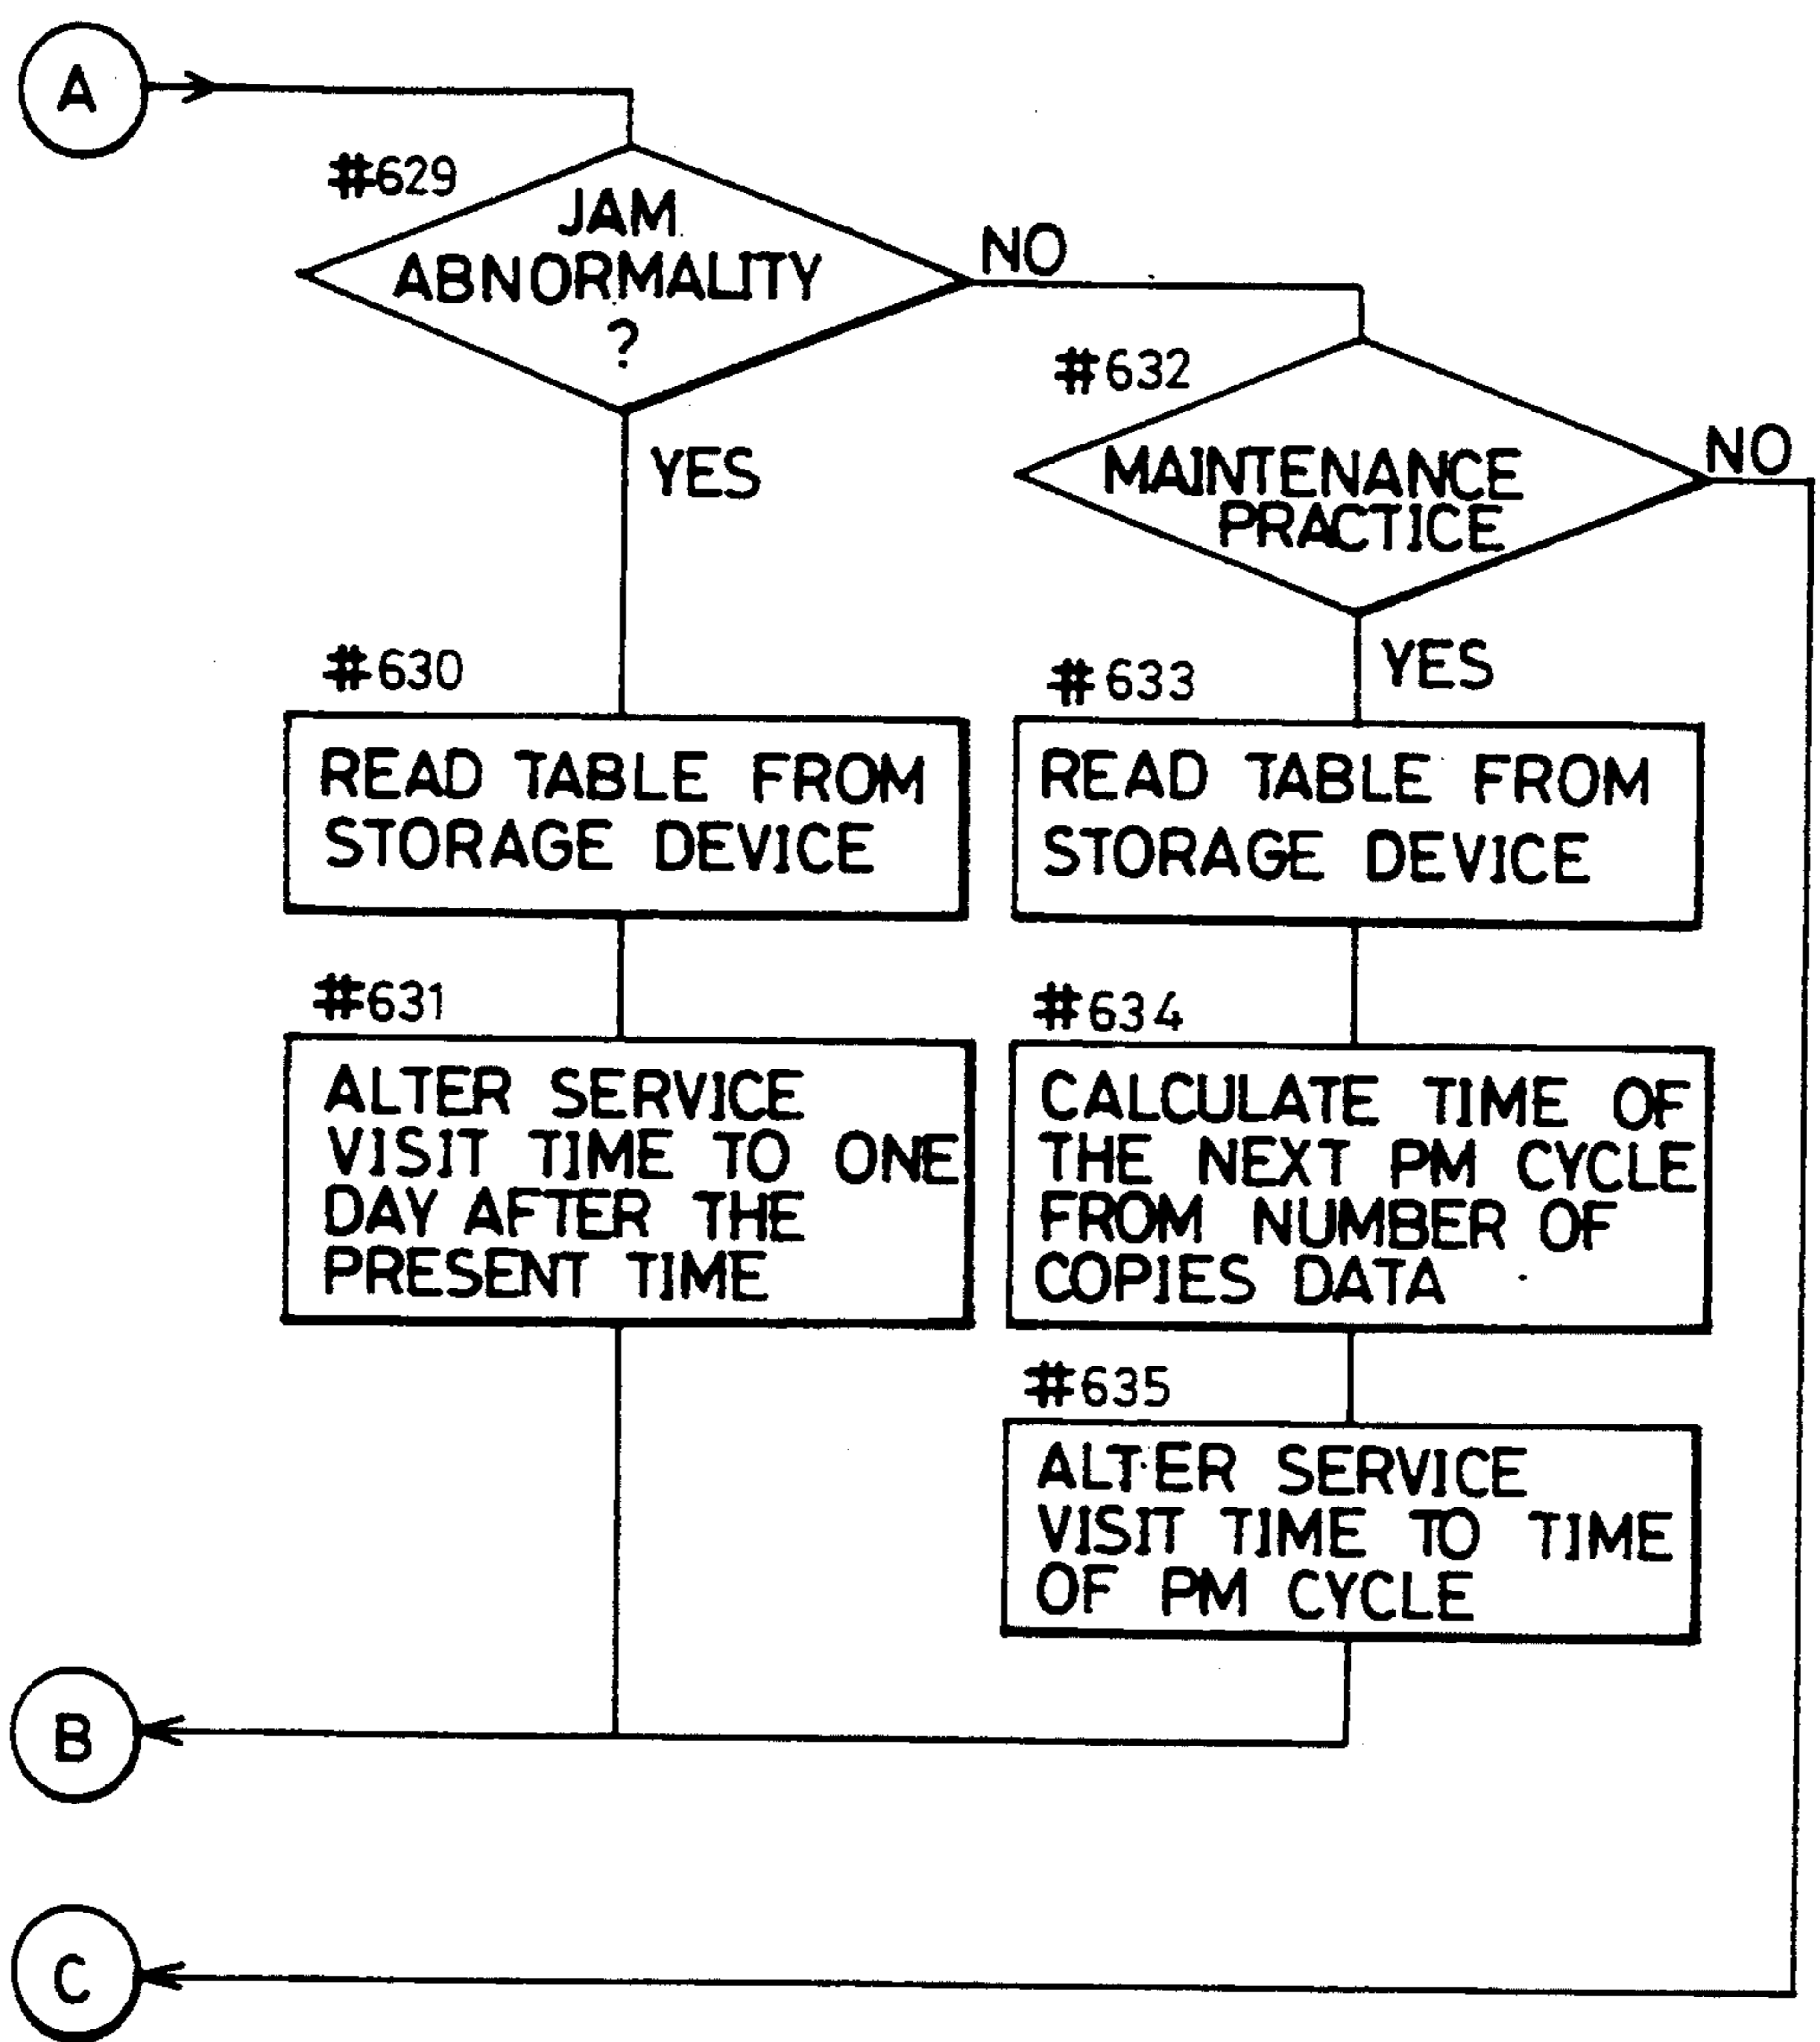 A
#629
JAM
ABNORMALITY
?
NO
YES
#632
MAINTENANCE
PRACTICE
NO
YES
#630
READ TABLE FROM
STORAGE DEVICE
#631
ALTER SERVICE
VISIT TIME TO ONE
DAY AFTER THE
PRESENT TIME
#633
READ TABLE FROM
STORAGE DEVICE
#634
CALCULATE TIME OF
THE NEXT PM CYCLE
FROM NUMBER OF
COPIES DATA
#635
ALTER SERVICE
VISIT TIME TO TIME
OF PM CYCLE
B
C